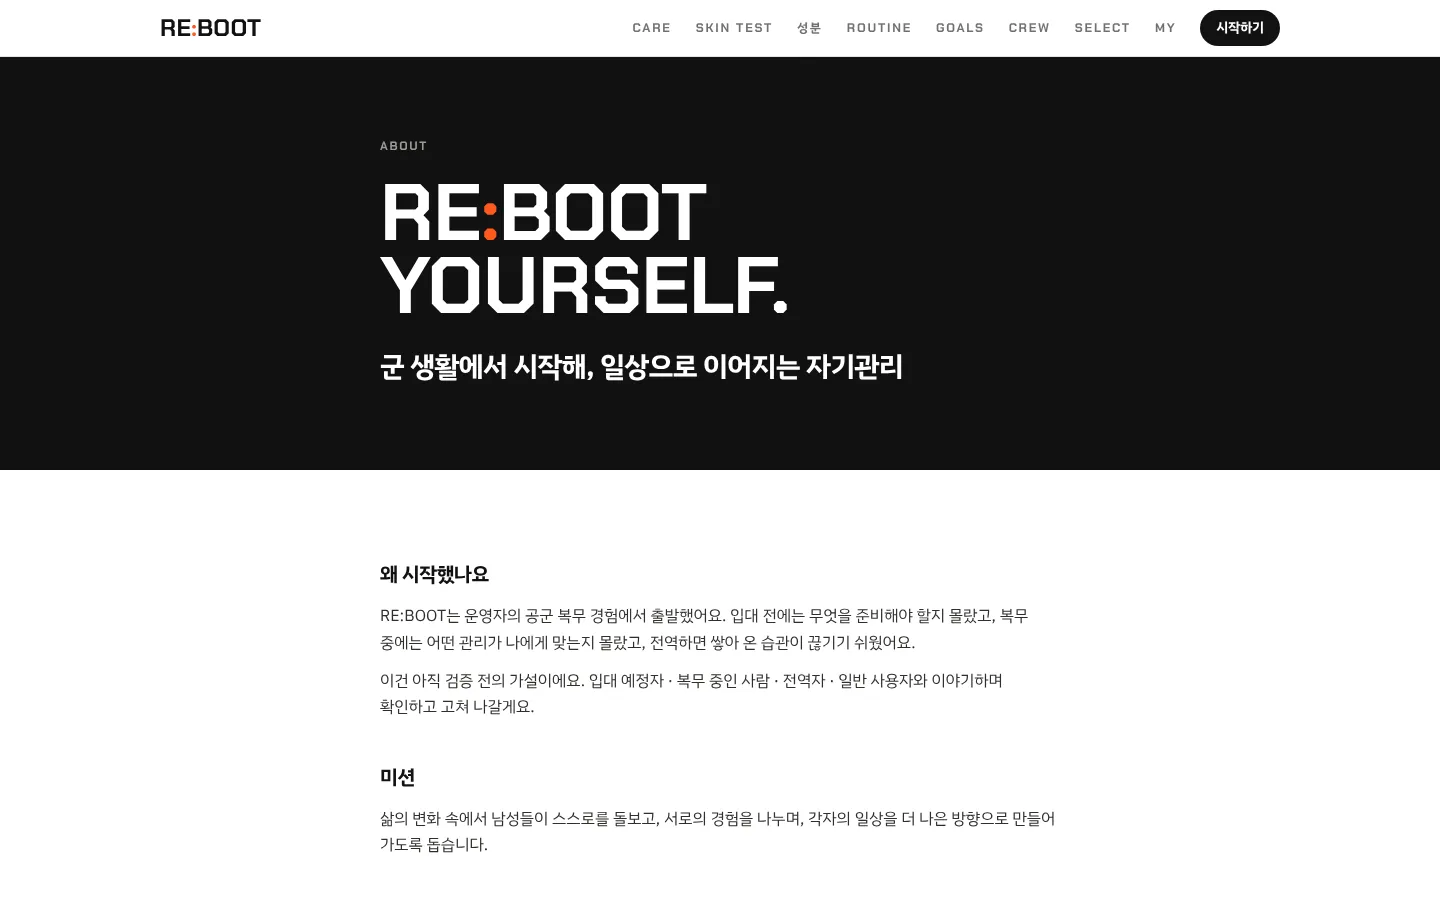 RE:BOOT
CARE SKIN TEST 성분 ROUTINE GOALS CREW SELECT MY 시작하기
ABOUT
RE:BOOT
YOURSELF.
군 생활에서 시작해, 일상으로 이어지는 자기관리
왜 시작했나요
RE:BOOT는 운영자의 공군 복무 경험에서 출발했어요. 입대 전에는 무엇을 준비해야 할지 몰랐고, 복무
중에는 어떤 관리가 나에게 맞는지 몰랐고, 전역하면 쌓아 온 습관이 끊기기 쉬웠어요.
이건 아직 검증 전의 가설이에요. 입대 예정자 · 복무 중인 사람 · 전역자 · 일반 사용자와 이야기하며
확인하고 고쳐 나갈게요.
미션
삶의 변화 속에서 남성들이 스스로를 돌보고, 서로의 경험을 나누며, 각자의 일상을 더 나은 방향으로 만들어
가도록 돕습니다.